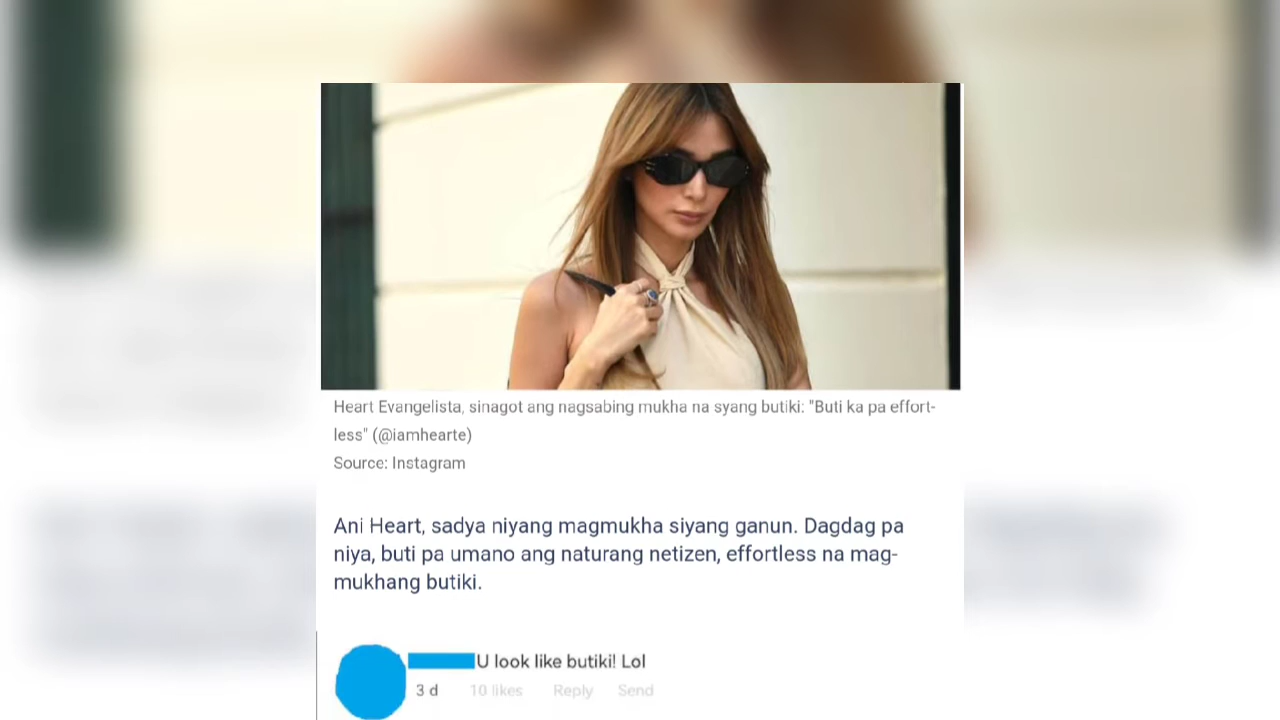 Heart Evangelista, sinagot ang nagsabing mukha na syang butiki: "Buti ka pa effort-
less" (@iamhearte)
Source: Instagram
Ani Heart, sadya niyang magmukha siyang ganun. Dagdag pa
niya, buti pa umano ang naturang netizen, effortless na mag-
mukhang butiki.
U look like butiki! Lol
3 d 10 likes Reply Send